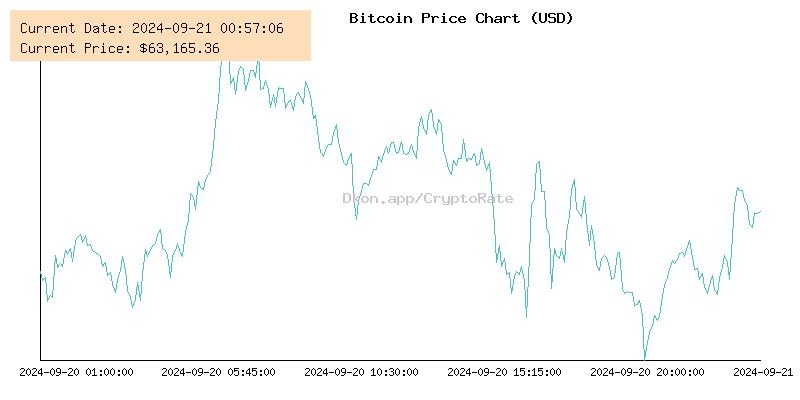 Bitcoin Price Chart (USD)
Current Date: 2024-09-21 00:57:06
Current Price: $63,165.36
Dkon.app/CryptoRate
2024-09-20 01:00:00 2024-09-20 05:45:00 2024-09-20 10:30:00 2024-09-20 15:15:00 2024-09-20 20:00:00 2024-09-21